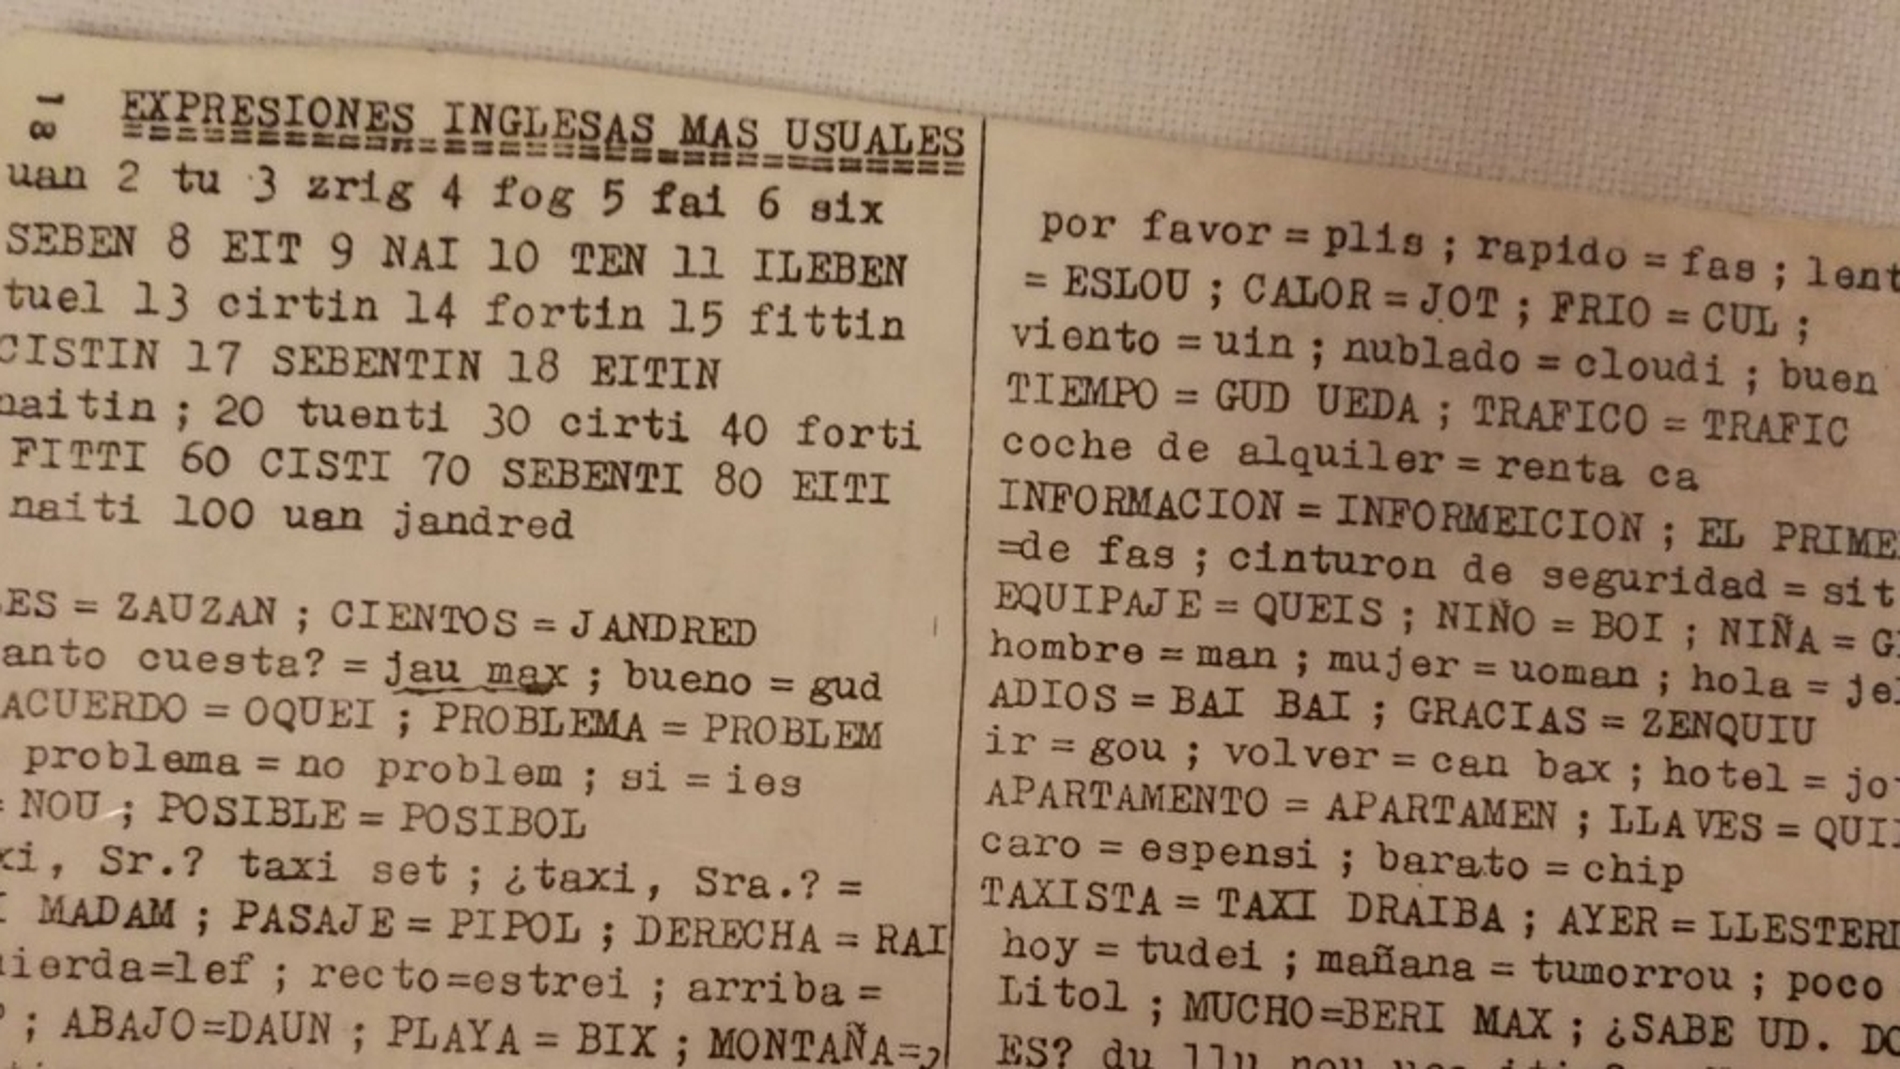 EXPRESIONES INGLESAS MAS USUALES
uan 2 tu 3 zrig 4 fog 5 fai 6 six
SEBEN 8 EIT 9 NAI 10 TEN 11 ILEBEN
tuel 13 cirtin 14 fortin 15 fittin
CISTIN 17 SEBENTIN 18 EITIN
naitin ; 20 tuenti 30 cirti 40 forti
FITTI 60 CISTI 70 SEBENTI 80 EITI
naiti 100 uan jandred
ES = ZAUZAN ; CIENTOS = JANDRED
anto cuesta? = jau max ; bueno = gud
ACUERDO = OQUEI ; PROBLEMA = PROBLEM
problema = no problem ; si = ies
= NOU ; POSIBLE = POSIBOL
xi, Sr.? taxi set ; ¿taxi, Sra.? =
I MADAM ; PASAJE = PIPOL ; DERECHA = RAI
ierda=lef ; recto=estrei ; arriba =
; ABAJO=DAUN ; PLAYA = BIX ; MONTAÑA=
por favor = plis ; rapido = fas ; lent
= ESLOU ; CALOR = JOT ; FRIO = CUL ;
viento = uin ; nublado = cloudi ; buen
TIEMPO = GUD UEDA ; TRAFICO = TRAFIC
coche de alquiler = renta ca
INFORMACION = INFORMEICION ; EL PRIME
=de fas ; cinturon de seguridad = sit
EQUIPAJE = QUEIS ; NIÑO = BOI ; NIÑA = G
hombre = man ; mujer = uoman ; hola = je
ADIOS = BAI BAI ; GRACIAS = ZENQUIU
ir = gou ; volver = can bax ; hotel = jo
APARTAMENTO = APARTAMEN ; LLAVES = QUI
caro = espensi ; barato = chip
TAXISTA = TAXI DRAIBA ; AYER = LLESTER
hoy = tudei ; mañana = tumorrou ; poco
Litol ; MUCHO=BERI MAX ; ¿SABE UD. DO
ES? du llu nou